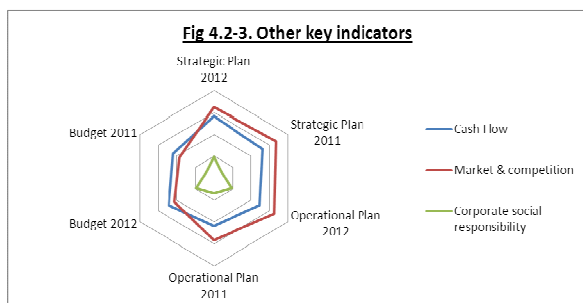 Fig 4.2-3. Other key indicators
Strategic Plan
2012
Strategic Plan
2011
Budget 2011
Cash Flow
Market & competition
Corporate social
responsibility
Budget 2012
Operational Plan
2012
Operational Plan
2011